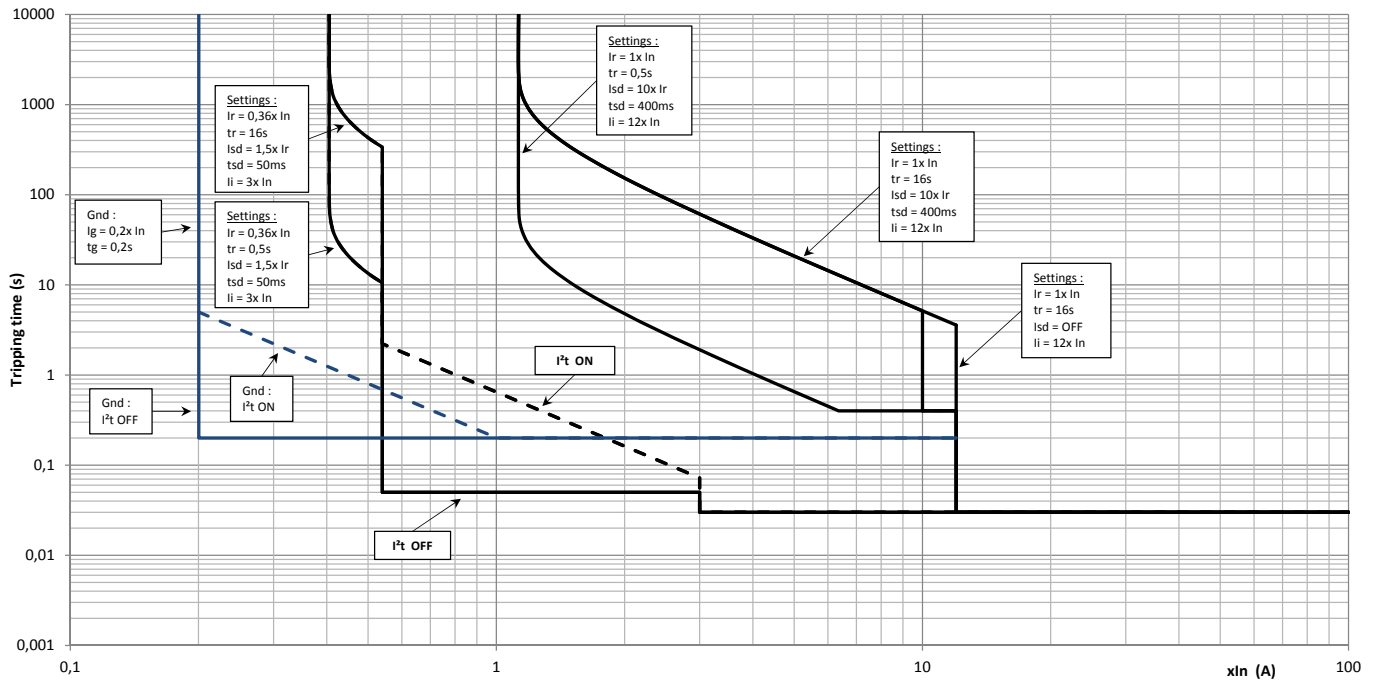 10000
1000
100
10
1
0,1
0,01
0,001
Tripping time (s)
0,1
1
10
100
xIn (A)
Settings :
Ir = 0,36x In
tr = 16s
Isd = 1,5x Ir
tsd = 50ms
Ii = 3x In
Settings :
Ir = 0,36x In
tr = 0,5s
Isd = 1,5x Ir
tsd = 50ms
Ii = 3x In
Gnd :
Ig = 0,2x In
tg = 0,2s
Gnd :
I²t OFF
Gnd :
I²t ON
I²t OFF
I²t ON
Settings :
Ir = 1x In
tr = 0,5s
Isd = 10x Ir
tsd = 400ms
Ii = 12x In
Settings :
Ir = 1x In
tr = 16s
Isd = 10x Ir
tsd = 400ms
Ii = 12x In
Settings :
Ir = 1x In
tr = 16s
Isd = OFF
Ii = 12x In